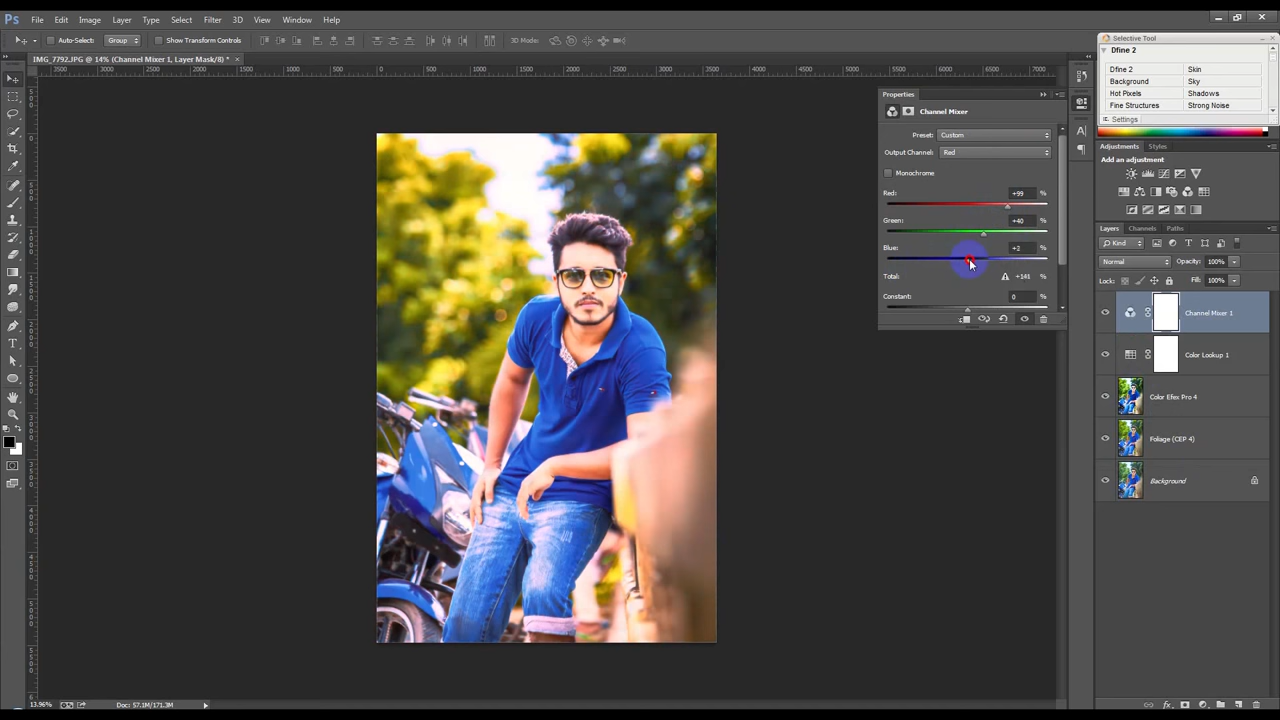 Ps File Edit Image Layer Type Select Filter 3D View Window Help
Auto-Select: Group Show Transform Controls 3D Mode:
IMG_7792.JPG @ 14% (Channel Mixer 1, Layer Mask/8) * ×
Selective Tool
Dfine 2
Dfine 2 Skin
Background Sky
Hot Pixels Shadows
Fine Structures Strong Noise
Settings
Properties
Channel Mixer
Preset: Custom
Output Channel: Red
Monochrome
Red: +99 %
Green: +40 %
Blue: +2 %
Total: +141 %
Constant: 0 %
Adjustments Styles
Add an adjustment
Layers Channels Paths
Kind
Normal Opacity: 100%
Lock: Fill: 100%
Channel Mixer 1
Color Lookup 1
Color Efex Pro 4
Foliage (CEP 4)
Background
13.96% Doc: 57.1M/171.3M